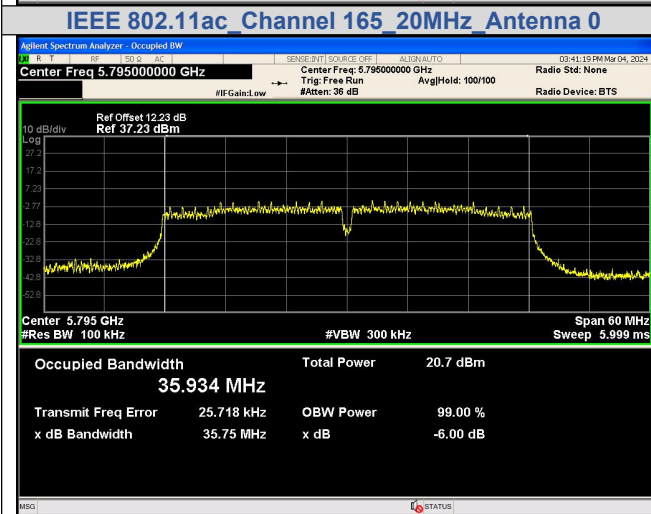 IEEE 802.11ac_Channel 165_20MHz_Antenna 0
Agilent Spectrum Analyzer - Occupied BW
LXI R T RF 50 Ω AC SENSE:INT SOURCE OFF ALIGN AUTO 03:41:19 PM Mar 04, 2024
Center Freq 5.795000000 GHz Center Freq: 5.795000000 GHz Radio Std: None
Trig: Free Run Avg|Hold: 100/100
#IFGain:Low #Atten: 36 dB Radio Device: BTS
Ref Offset 12.23 dB
10 dB/div Ref 37.23 dBm
Log
27.2
17.2
7.23
-2.77
-12.8
-22.8
-32.8
-42.8
-52.8
Center 5.795 GHz Span 60 MHz
#Res BW 100 kHz #VBW 300 kHz Sweep 5.999 ms
Occupied Bandwidth Total Power 20.7 dBm
35.934 MHz
Transmit Freq Error 25.718 kHz OBW Power 99.00 %
x dB Bandwidth 35.75 MHz x dB -6.00 dB
MSG STATUS